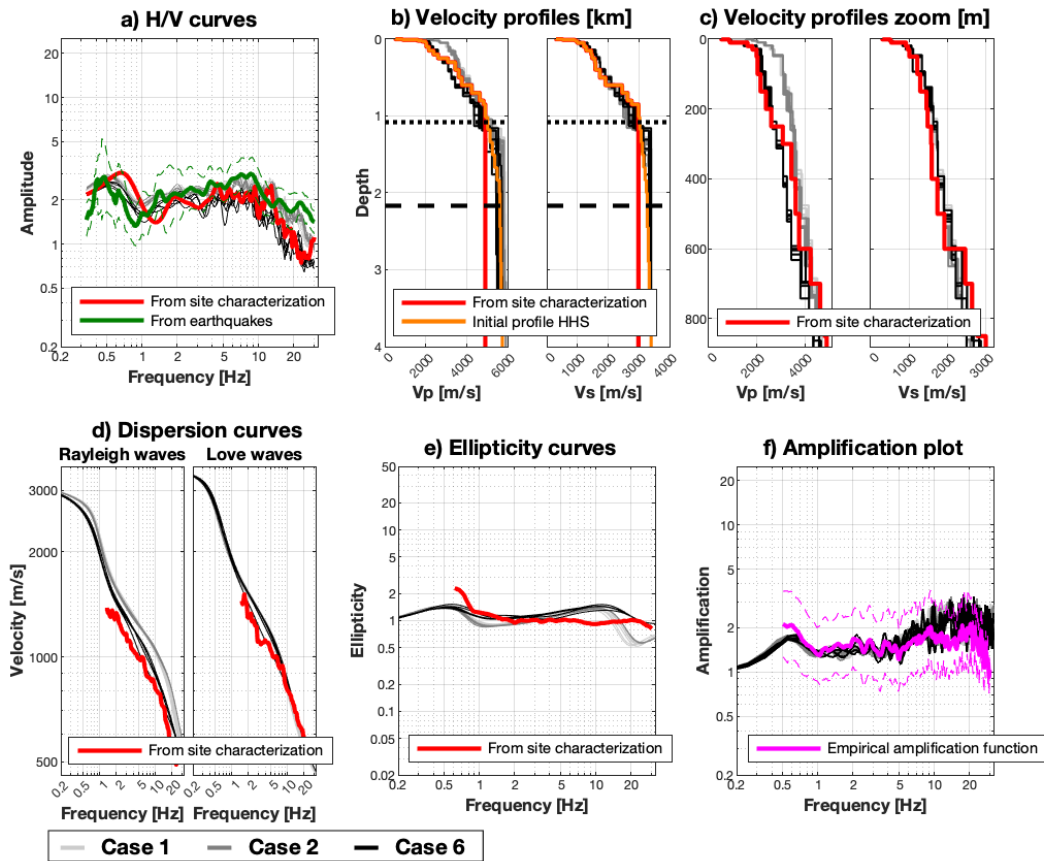 a) H/V curves
25
10
5
2
1
0.5
0.2
Amplitude
From site characterization
From earthquakes
0.2 0.5 1 2 5 10 20
Frequency [Hz]
b) Velocity profiles [km]
0
1
2
3
4
Depth
From site characterization
Initial profile HHS
2000 4000 6000
Vp [m/s]
0 1000 2000 3000 4000
Vs [m/s]
c) Velocity profiles zoom [m]
0
200
400
600
800
From site characterization
2000 4000
Vp [m/s]
0 1000 2000 3000
Vs [m/s]
d) Dispersion curves
Rayleigh waves Love waves
3000
2000
1000
500
Velocity [m/s]
From site characterization
0.2 0.5 1 2 5 10 20
0.2 0.5 1 2 5 10 20
Frequency [Hz] Frequency [Hz]
e) Ellipticity curves
50
20
10
5
2
1
0.5
0.2
0.1
0.05
0.02
Ellipticity
From site characterization
0.2 0.5 1 2 5 10 20
Frequency [Hz]
f) Amplification plot
25
10
5
2
1
0.5
0.2
Amplification
Empirical amplification function
0.2 0.5 1 2 5 10 20
Frequency [Hz]
Case 1 Case 2 Case 6